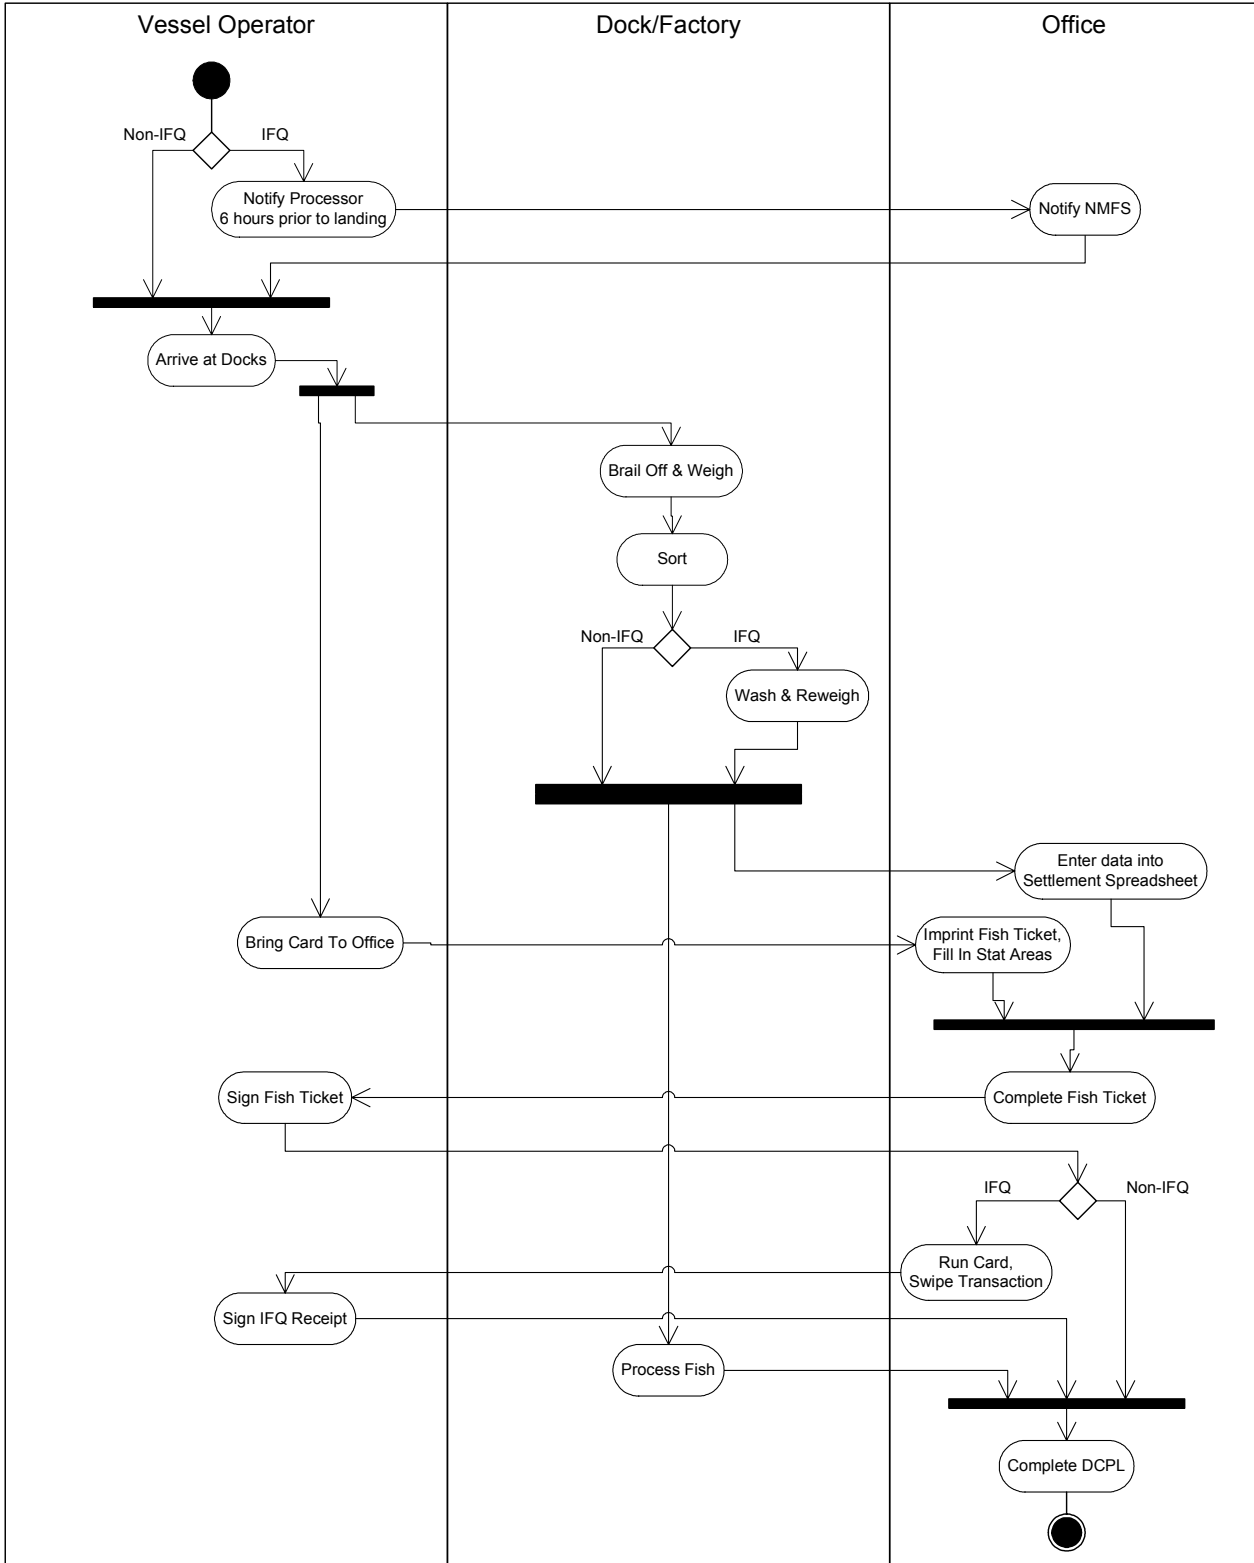 Vessel Operator
Dock/Factory
Office
Non-IFQ
IFQ
Notify Processor
6 hours prior to landing
Notify NMFS
Arrive at Docks
Brail Off & Weigh
Sort
Non-IFQ
IFQ
Wash & Reweigh
Enter data into
Settlement Spreadsheet
Bring Card To Office
Imprint Fish Ticket,
Fill In Stat Areas
Sign Fish Ticket
Complete Fish Ticket
IFQ
Non-IFQ
Run Card,
Swipe Transaction
Sign IFQ Receipt
Process Fish
Complete DCPL